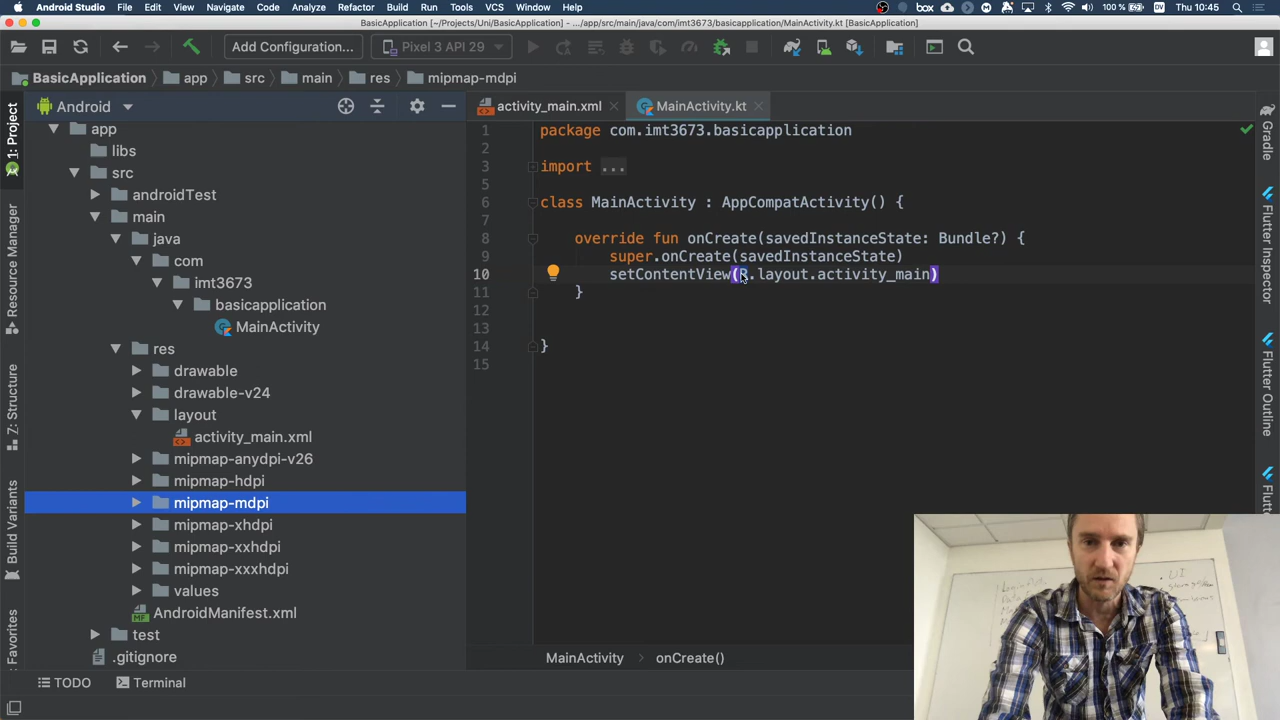 Android Studio File Edit View Navigate Code Analyze Refactor Build Run Tools VCS Window Help box 100 % DV Thu 10:45
BasicApplication [~/Projects/Uni/BasicApplication] - .../app/src/main/java/com/imt3673/basicapplication/MainActivity.kt [BasicApplication]
Add Configuration... Pixel 3 API 29
BasicApplication app src main res mipmap-mdpi
1: Project
Resource Manager
Z: Structure
Build Variants
Favorites
Android
app
libs
src
androidTest
main
java
com
imt3673
basicapplication
MainActivity
res
drawable
drawable-v24
layout
activity_main.xml
mipmap-anydpi-v26
mipmap-hdpi
mipmap-mdpi
mipmap-xhdpi
mipmap-xxhdpi
mipmap-xxxhdpi
values
AndroidManifest.xml
test
.gitignore
activity_main.xml MainActivity.kt
1 package com.imt3673.basicapplication
2
3 import ...
5
6 class MainActivity : AppCompatActivity() {
7
8 override fun onCreate(savedInstanceState: Bundle?) {
9 super.onCreate(savedInstanceState)
10 setContentView(R.layout.activity_main)
11 }
12
13
14 }
15
Gradle
Flutter Inspector
Flutter Outline
UI
MainActivity onCreate()
TODO Terminal